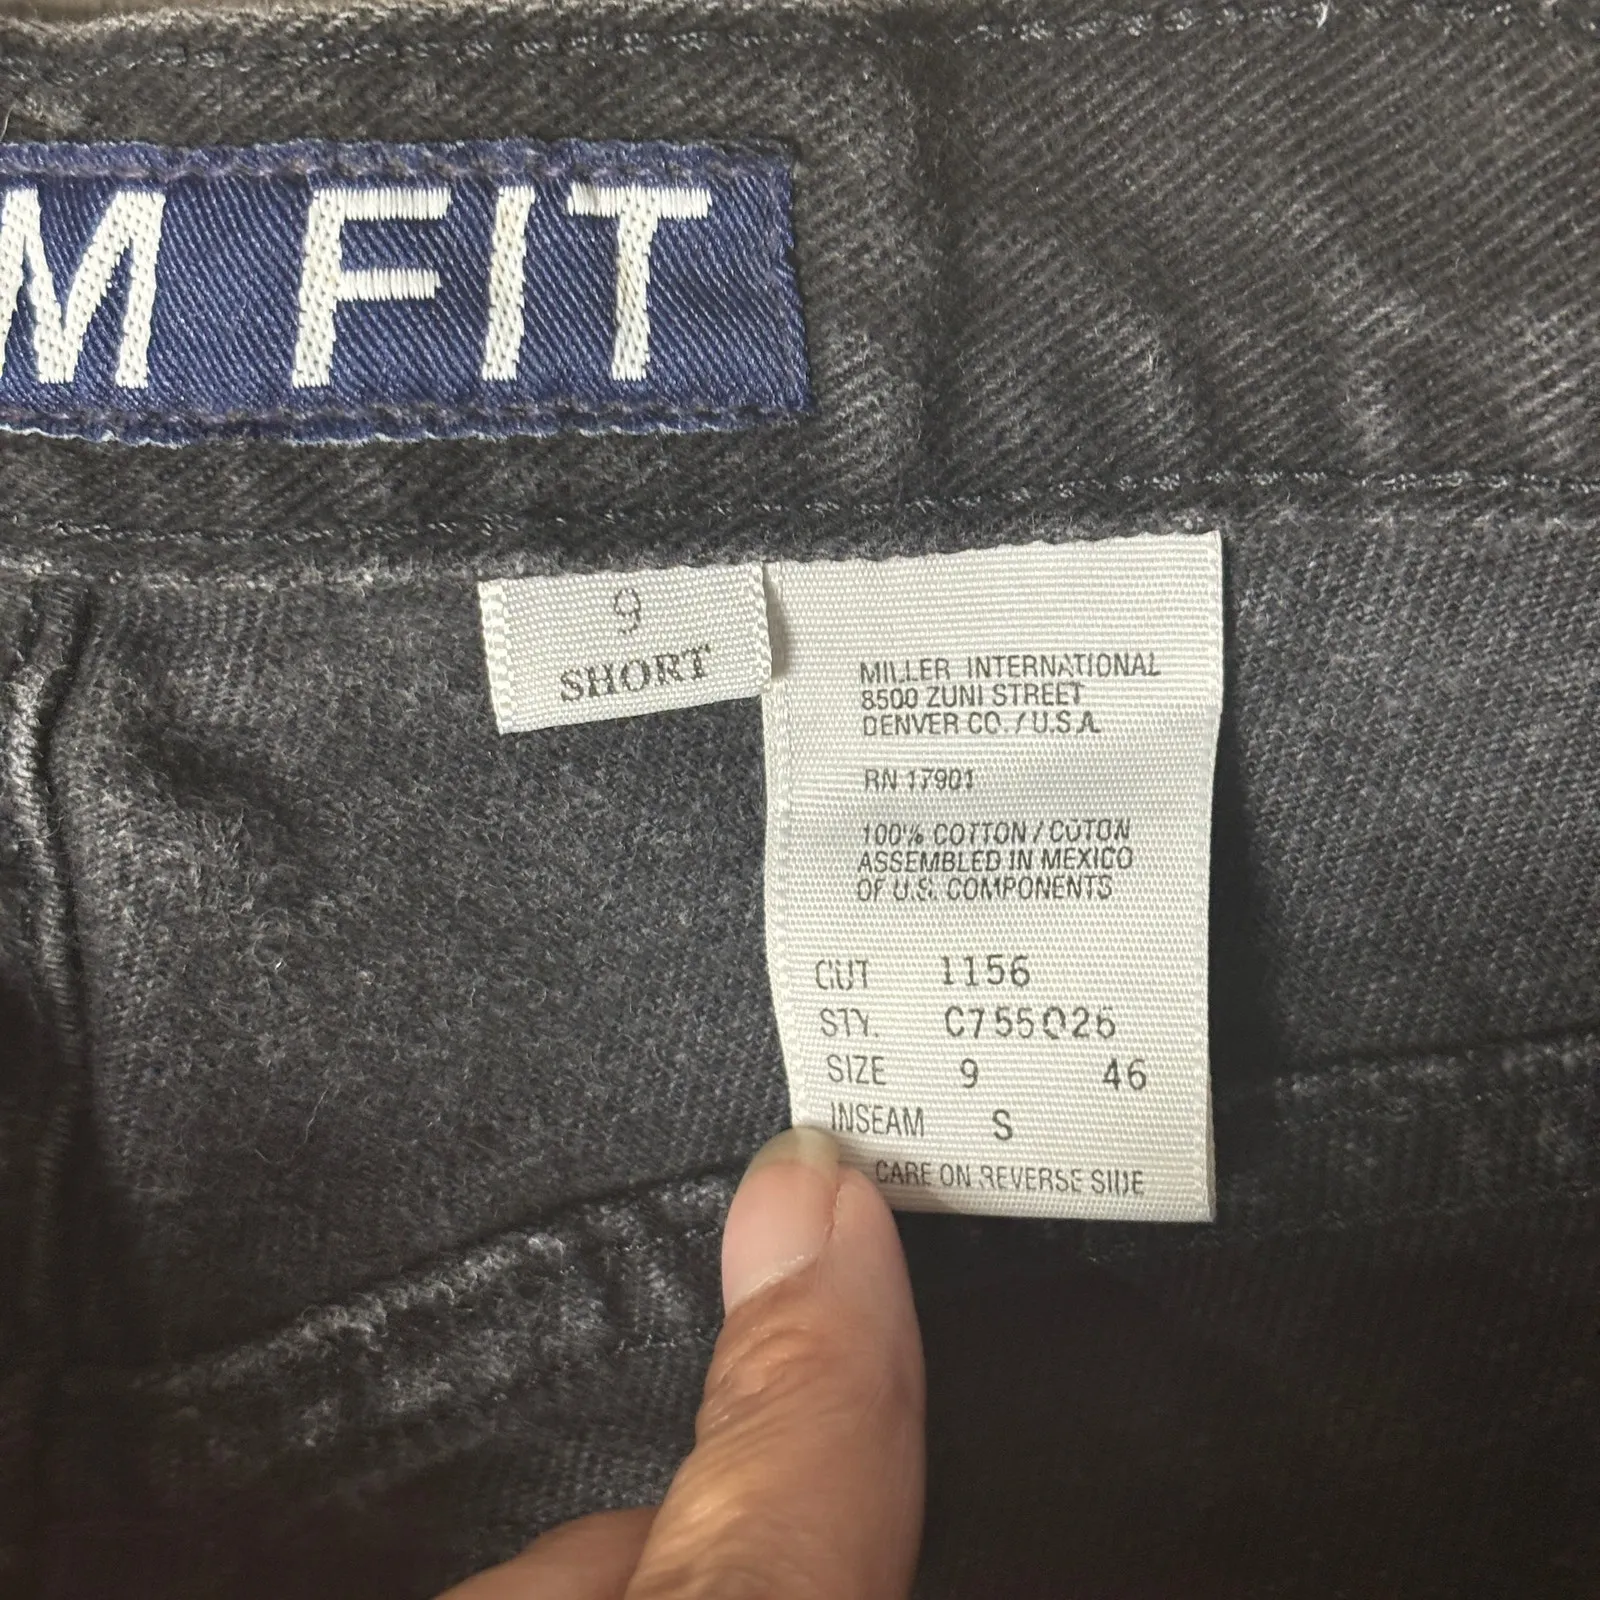 M FIT
9
SHORT
MILLER INTERNATIONAL
8500 ZUNI STREET
DENVER CO. / U.S.A.
RN 17901
100% COTTON / COTON
ASSEMBLED IN MEXICO
OF U.S. COMPONENTS
CUT 1156
STY. C755026
SIZE 9 46
INSEAM S
CARE ON REVERSE SIDE